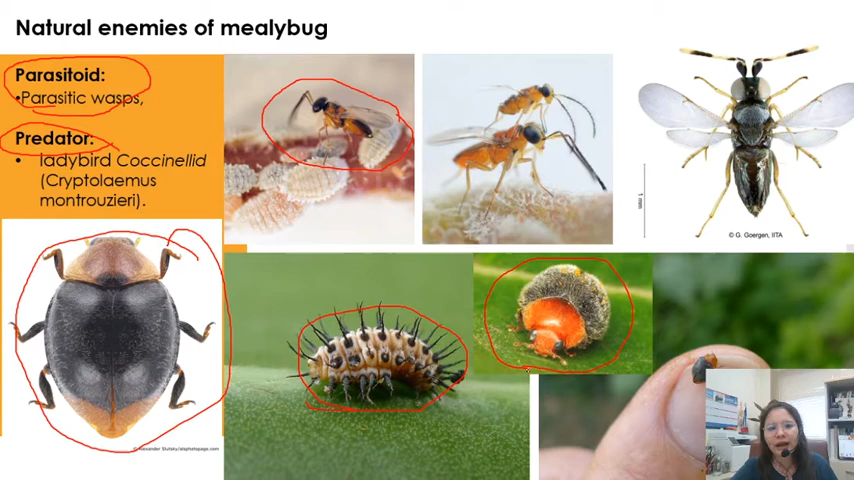 Natural enemies of mealybug
Parasitoid:
•Parasitic wasps,
Predator:
• ladybird Coccinellid
(Cryptolaemus
montrouzieri).
1 mm
© G. Goergen, IITA